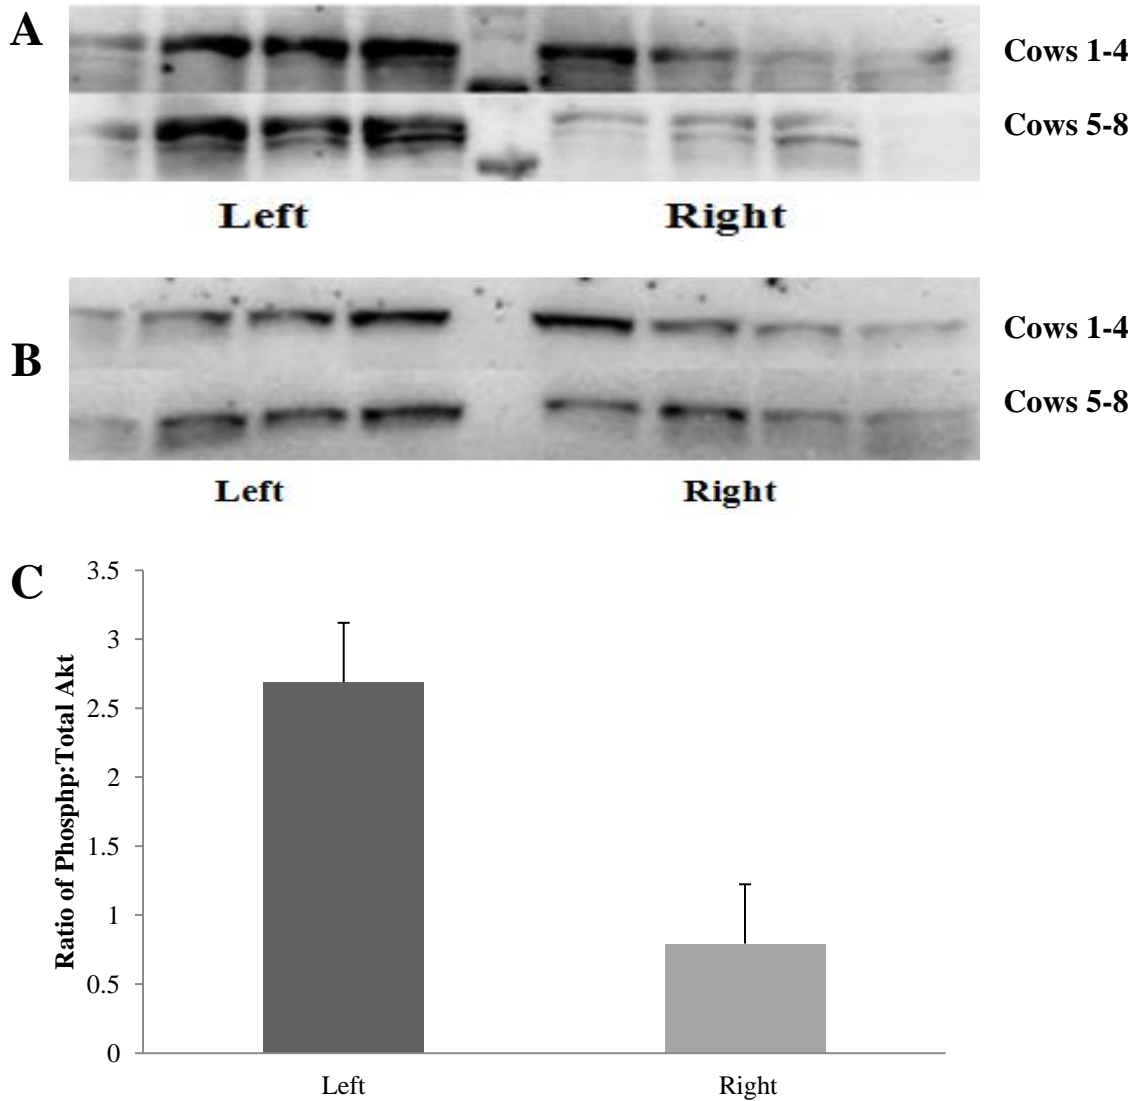 A
Cows 1-4
Cows 5-8
Left Right
B
Cows 1-4
Cows 5-8
Left Right
C
3.5
3
2.5
2
1.5
1
0.5
0
Ratio of Phosphp:Total Akt
Left Right